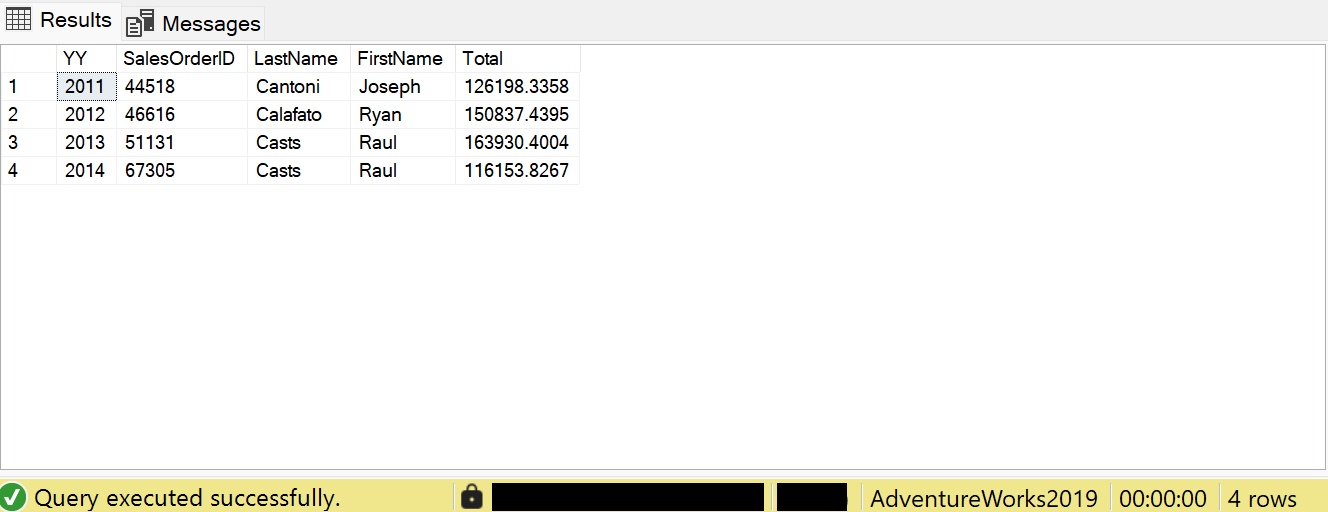 Results Messages
YY SalesOrderID LastName FirstName Total
1 2011 44518 Cantoni Joseph 126198.3358
2 2012 46616 Calafato Ryan 150837.4395
3 2013 51131 Casts Raul 163930.4004
4 2014 67305 Casts Raul 116153.8267
Query executed successfully. AdventureWorks2019 00:00:00 4 rows